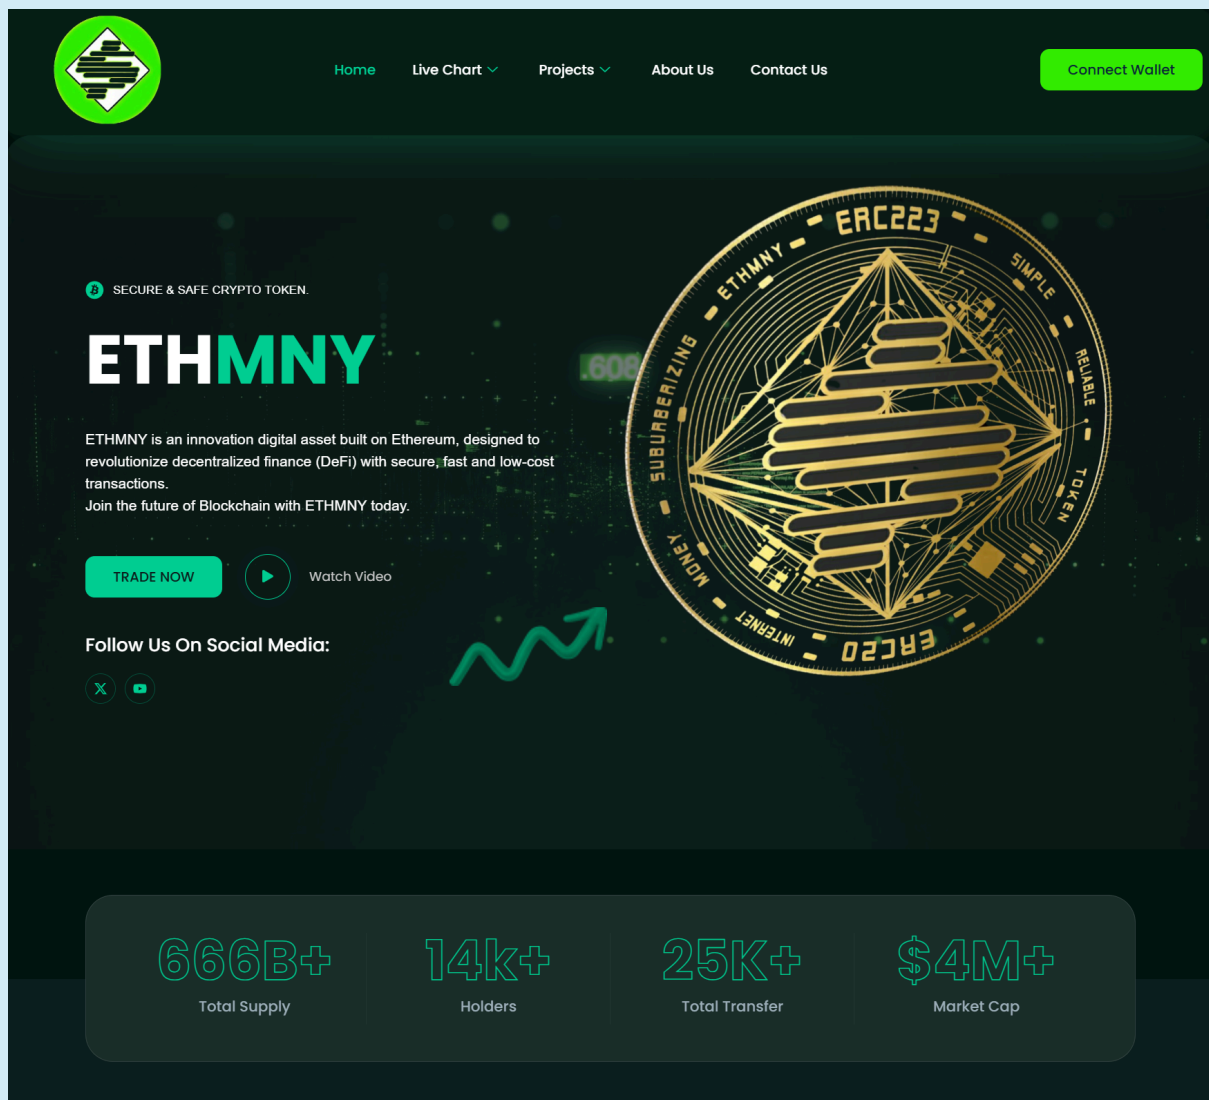 Home
Live Chart
Projects
About Us
Contact Us
Connect Wallet
SECURE & SAFE CRYPTO TOKEN.
ETHMNY
ETHMNY is an innovation digital asset built on Ethereum, designed to
revolutionize decentralized finance (DeFi) with secure, fast and low-cost
transactions.
Join the future of Blockchain with ETHMNY today.
TRADE NOW
Watch Video
Follow Us On Social Media:
.608
ERC223
SIMPLE
RELIABLE
TOKEN
ERC20
INTERNET
MONEY
SUBURBERIZING
ETHMNY
666B+
Total Supply
14k+
Holders
25K+
Total Transfer
$4M+
Market Cap